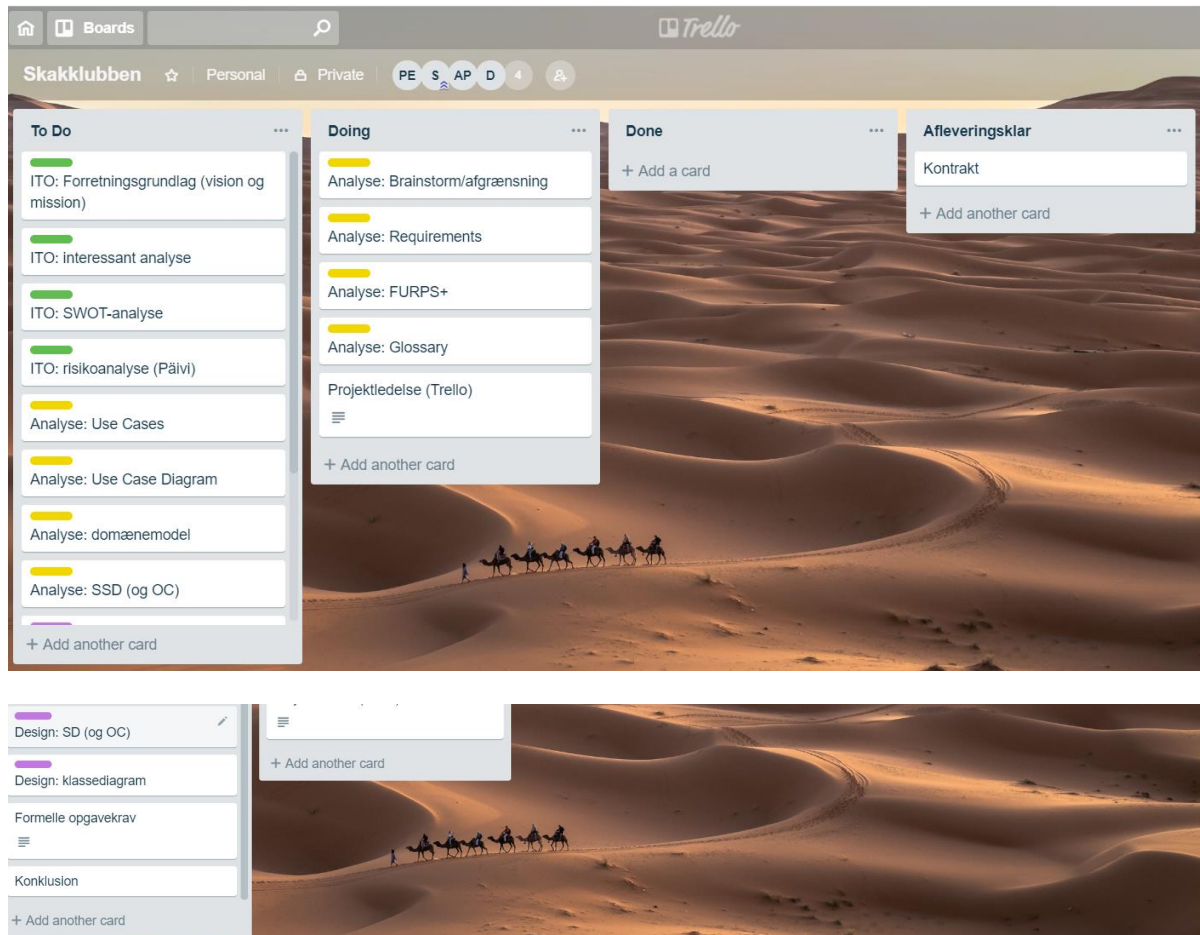 Boards
Trello
Skakklubben
Personal
Private
PE S AP D 4
To Do
ITO: Forretningsgrundlag (vision og
mission)
ITO: interessant analyse
ITO: SWOT-analyse
ITO: risikoanalyse (Päivi)
Analyse: Use Cases
Analyse: Use Case Diagram
Analyse: domænemodel
Analyse: SSD (og OC)
+ Add another card
Doing
Analyse: Brainstorm/afgrænsning
Analyse: Requirements
Analyse: FURPS+
Analyse: Glossary
Projektledelse (Trello)
+ Add another card
Done
+ Add a card
Afleveringsklar
Kontrakt
+ Add another card
Design: SD (og OC)
Design: klassediagram
Formelle opgavekrav
Konklusion
+ Add another card
+ Add another card